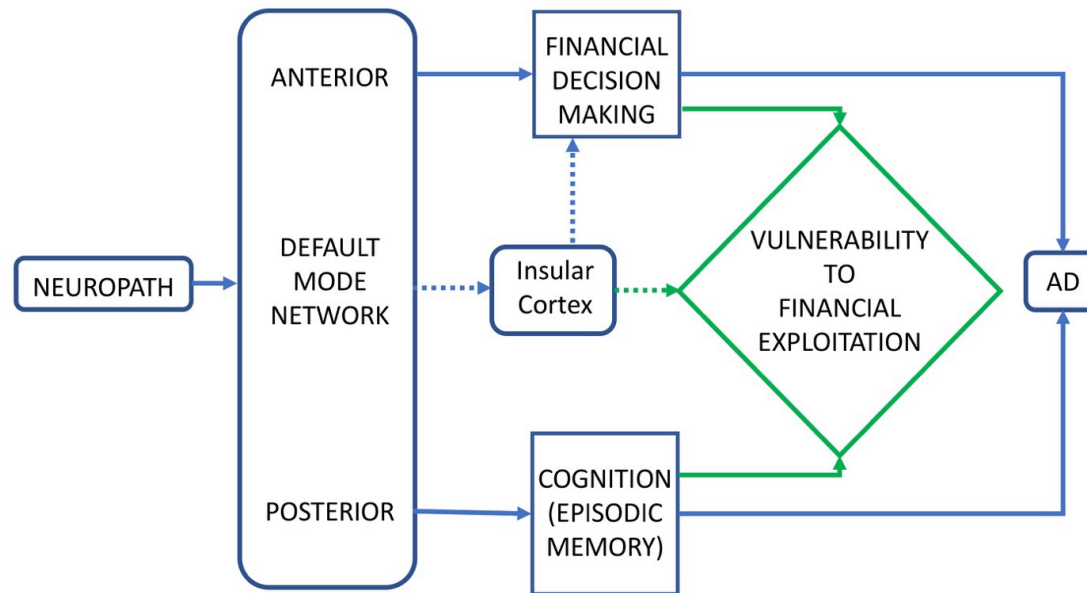 NEUROPATH
ANTERIOR
DEFAULT
MODE
NETWORK
POSTERIOR
FINANCIAL
DECISION
MAKING
Insular
Cortex
COGNITION
(EPISODIC
MEMORY)
VULNERABILITY
TO
FINANCIAL
EXPLOITATION
AD